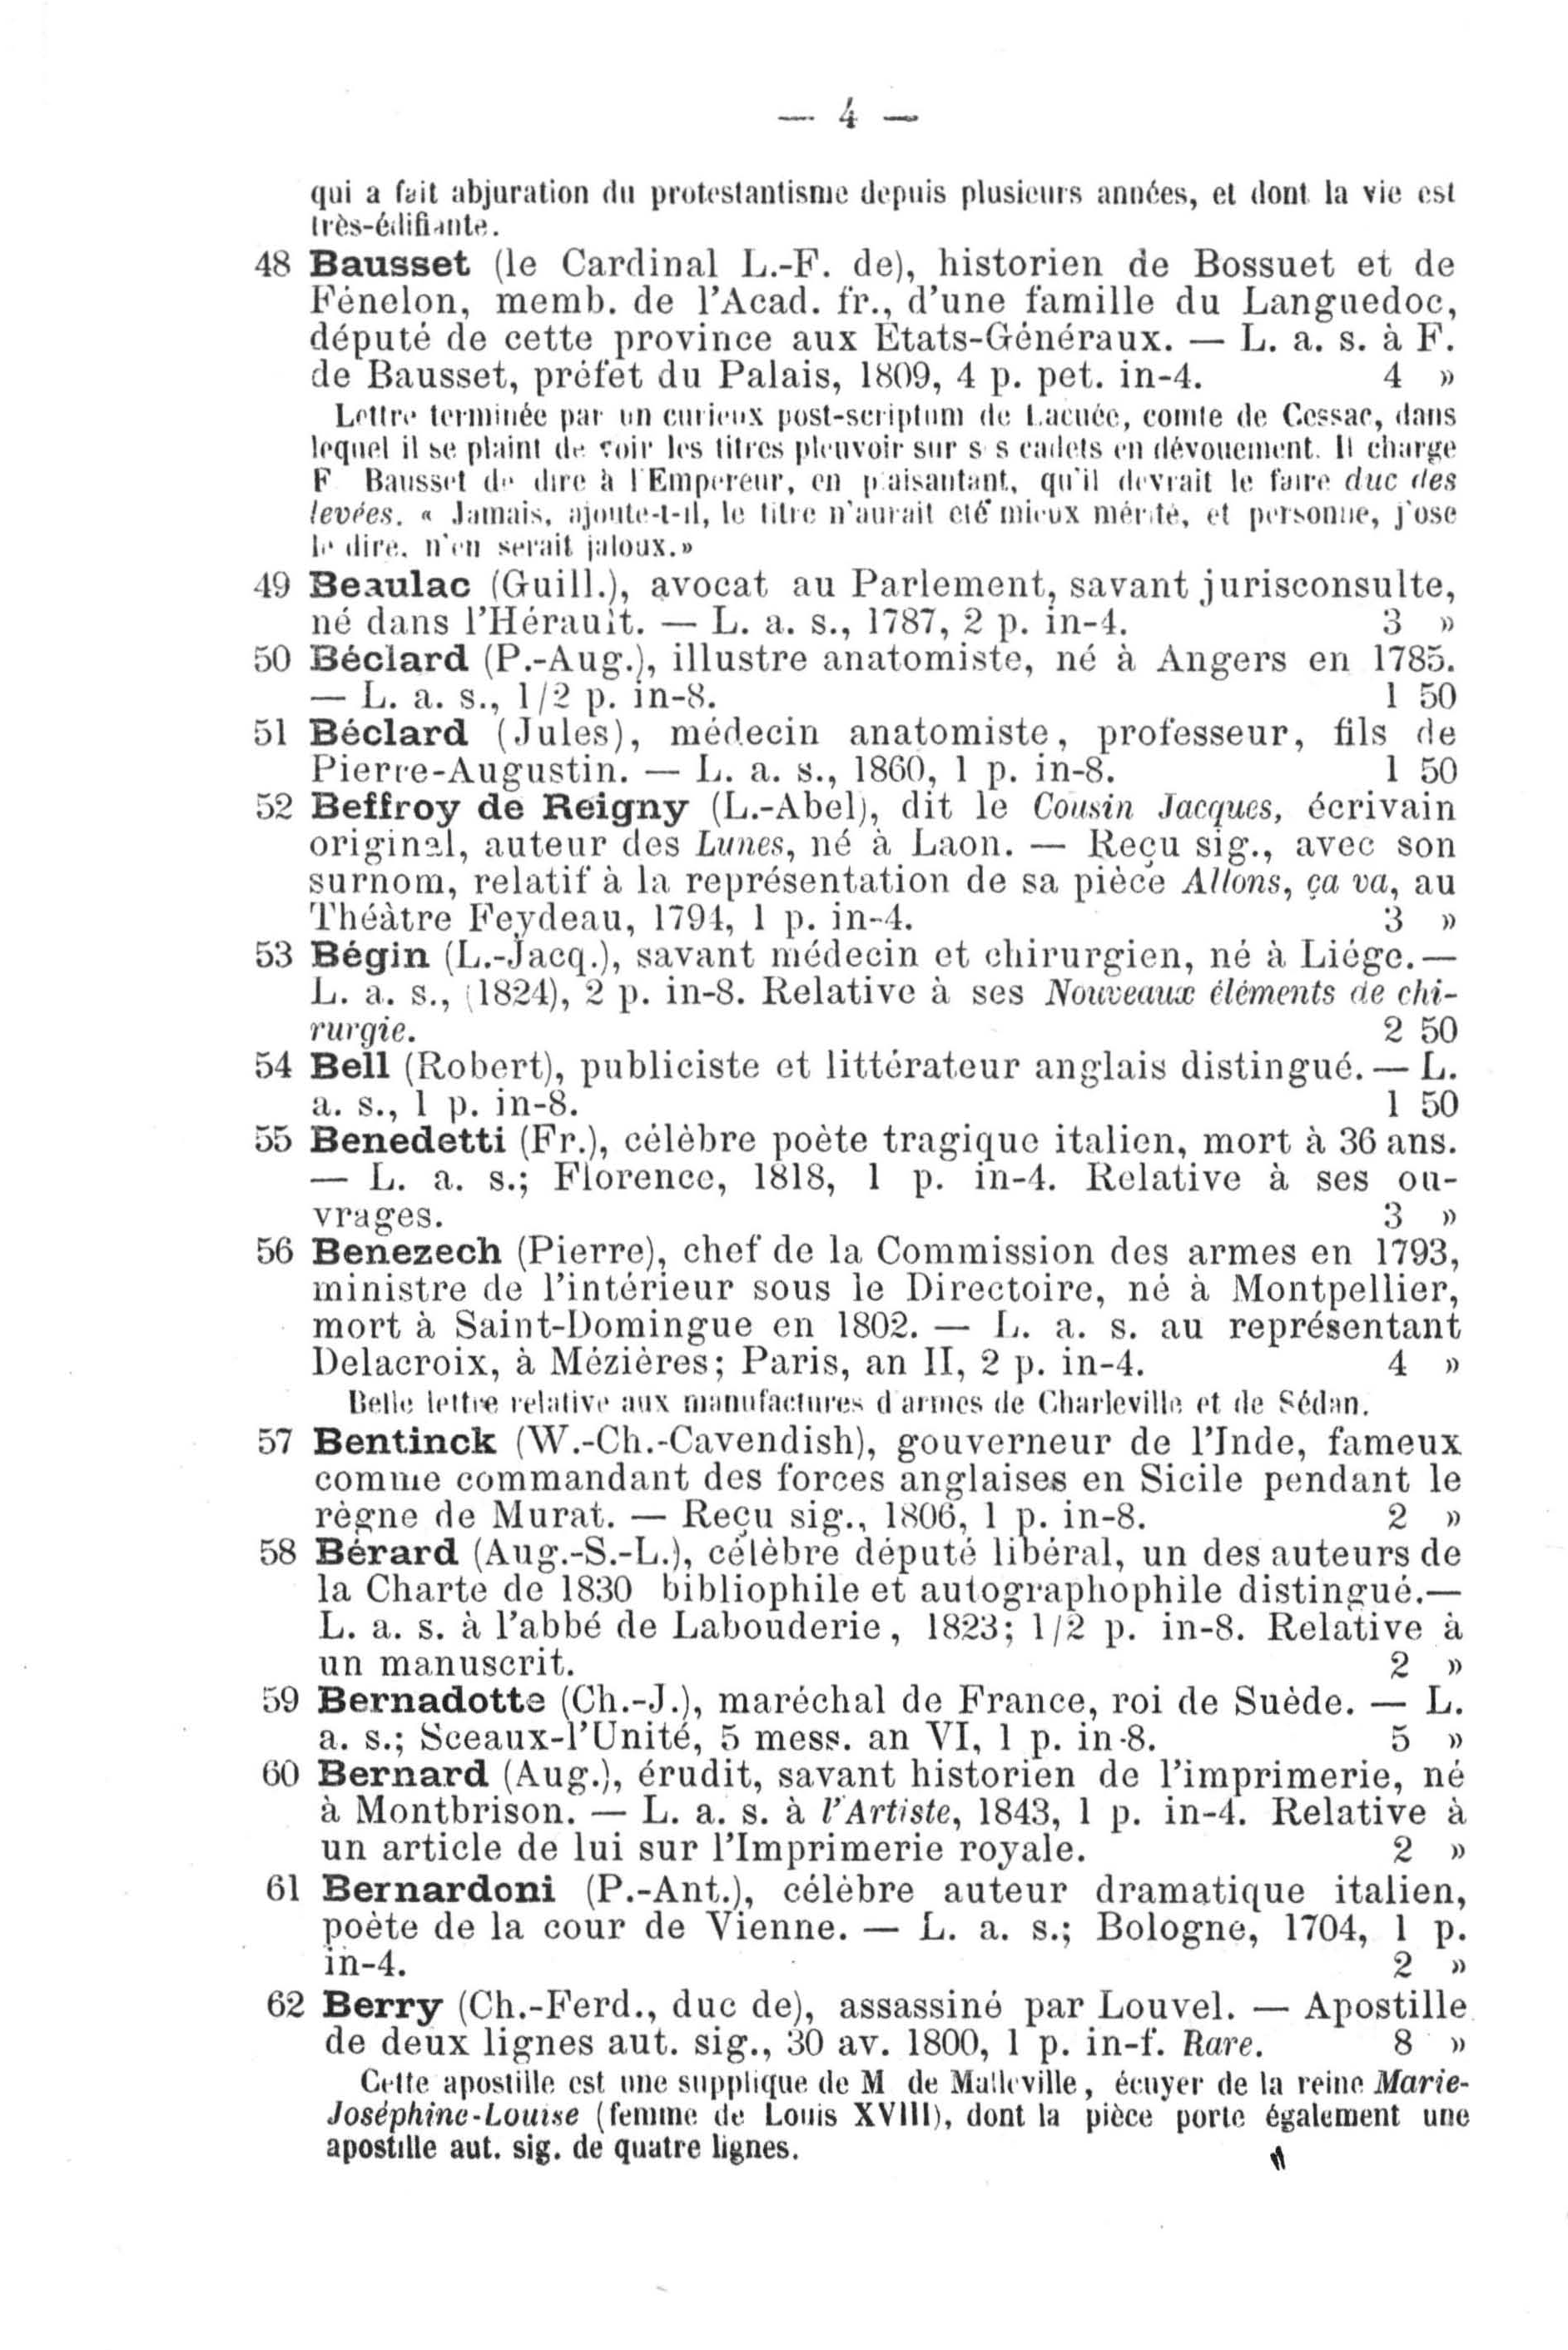 — 4 —
qui a fait abjuration du protestantisme depuis plusieurs années, et dont la vie est
très-édifiante.
48 Bausset (le Cardinal L.-F. de), historien de Bossuet et de
Fénelon, memb. de l'Acad. fr., d'une famille du Languedoc,
député de cette province aux Etats-Généraux. — L. a. s. à F.
de Bausset, préfet du Palais, 1809, 4 p. pet. in-4. 4 »
Lettre terminée par un curieux post-scriptum de Lacuée, comte de Cessac, dans
lequel il se plaint de voir les titres pleuvoir sur s s cadets en dévouement. Il charge
F Bausset de dire à l'Empereur, en p aisantant, qu'il devrait le faire duc des
levées. « Jamais, ajoute-t-il, le titre n'aurait été mieux mérité, et personne, j'ose
le dire, n'en serait jaloux.»
49 Beaulac (Guill.), avocat au Parlement, savant jurisconsulte,
né dans l'Hérault. — L. a. s., 1787, 2 p. in-4. 3 »
50 Béclard (P.-Aug.), illustre anatomiste, né à Angers en 1785.
— L. a. s., 1/2 p. in-8. 1 50
51 Béclard (Jules), médecin anatomiste, professeur, fils de
Pierre-Augustin. — L. a. s., 1860, 1 p. in-8. 1 50
52 Beffroy de Reigny (L.-Abel), dit le Cousin Jacques, écrivain
original, auteur des Lunes, né à Laon. — Reçu sig., avec son
surnom, relatif à la représentation de sa pièce Allons, ça va, au
Théâtre Feydeau, 1794, 1 p. in-4. 3 »
53 Bégin (L.-Jacq.), savant médecin et chirurgien, né à Liége.—
L. a. s., (1824), 2 p. in-8. Relative à ses Nouveaux éléments de chi-
rurgie. 2 50
54 Bell (Robert), publiciste et littérateur anglais distingué. — L.
a. s., 1 p. in-8. 1 50
55 Benedetti (Fr.), célèbre poète tragique italien, mort à 36 ans.
— L. a. s.; Florence, 1818, 1 p. in-4. Relative à ses ou-
vrages. 3 »
56 Benezech (Pierre), chef de la Commission des armes en 1793,
ministre de l'intérieur sous le Directoire, né à Montpellier,
mort à Saint-Domingue en 1802. — L. a. s. au représentant
Delacroix, à Mézières; Paris, an II, 2 p. in-4. 4 »
Belle lettre relative aux manufactures d'armes de Charleville et de Sédan.
57 Bentinck (W.-Ch.-Cavendish), gouverneur de l'Inde, fameux
comme commandant des forces anglaises en Sicile pendant le
règne de Murat. — Reçu sig., 1806, 1 p. in-8. 2 »
58 Bérard (Aug.-S.-L.), célèbre député libéral, un des auteurs de
la Charte de 1830 bibliophile et autographophile distingué.—
L. a. s. à l'abbé de Labouderie, 1823; 1/2 p. in-8. Relative à
un manuscrit. 2 »
59 Bernadotte (Ch.-J.), maréchal de France, roi de Suède. — L.
a. s.; Sceaux-l'Unité, 5 mess. an VI, 1 p. in-8. 5 »
60 Bernard (Aug.), érudit, savant historien de l'imprimerie, né
à Montbrison. — L. a. s. à l'Artiste, 1843, 1 p. in-4. Relative à
un article de lui sur l'Imprimerie royale. 2 »
61 Bernardoni (P.-Ant.), célèbre auteur dramatique italien,
poète de la cour de Vienne. — L. a. s.; Bologne, 1704, 1 p.
in-4. 2 »
62 Berry (Ch.-Ferd., duc de), assassiné par Louvel. — Apostille
de deux lignes aut. sig., 30 av. 1800, 1 p. in-f. Rare. 8 »
Cette apostille est une supplique de M de Malleville, écuyer de la reine Marie-
Joséphine-Louise (femme de Louis XVIII), dont la pièce porte également une
apostille aut. sig. de quatre lignes.